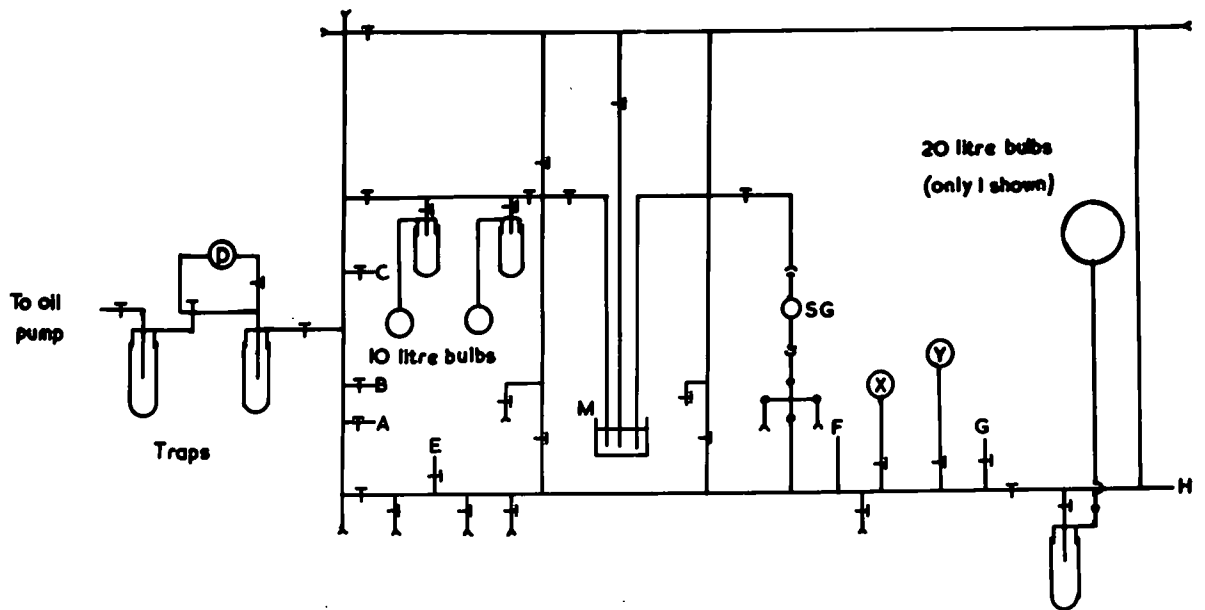 20 litre bulbs
(only 1 shown)
C
D
To oil
pump
SG
10 litre bulbs
Y
X
B
M
A
F
G
E
Traps
H